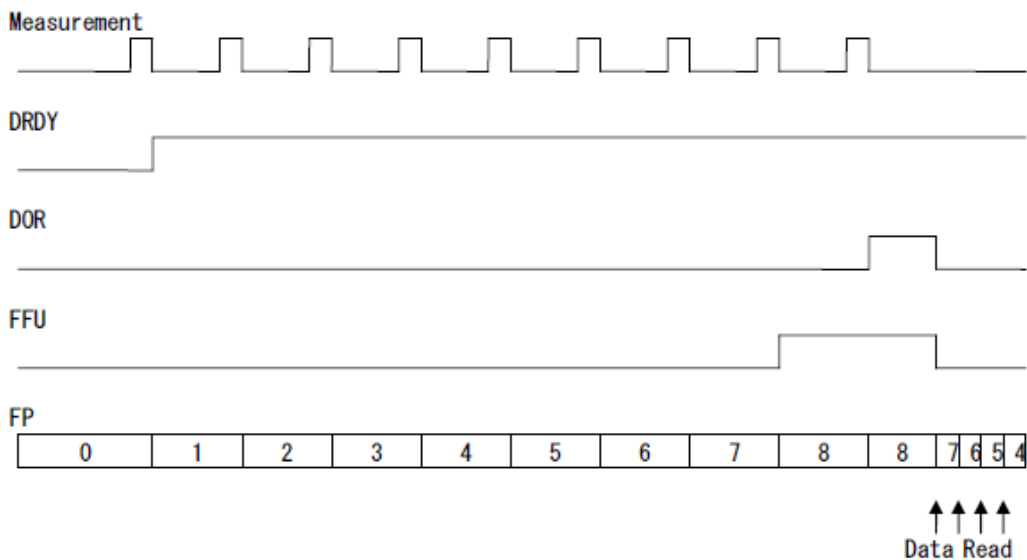 Measurement
DRDY
DOR
FFU
FP
0 1 2 3 4 5 6 7 8 8 7 6 5 4
Data Read